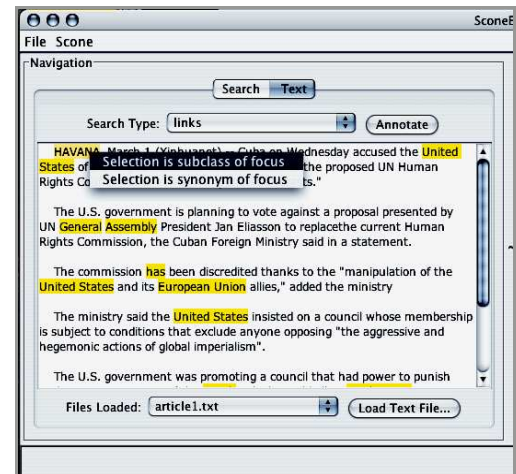 SconeE
File Scone
Navigation
Search Text
Search Type: links Annotate
HAVANA, March 1 (Xinhuanet) -- Cuba on Wednesday accused the United
States of the proposed UN Human
Rights Co ts."
Selection is subclass of focus
Selection is synonym of focus
The U.S. government is planning to vote against a proposal presented by
UN General Assembly President Jan Eliasson to replacethe current Human
Rights Commission, the Cuban Foreign Ministry said in a statement.
The commission has been discredited thanks to the "manipulation of the
United States and its European Union allies," added the ministry
The ministry said the United States insisted on a council whose membership
is subject to conditions that exclude anyone opposing "the aggressive and
hegemonic actions of global imperialism".
The U.S. government was promoting a council that had power to punish
Files Loaded: article1.txt Load Text File...